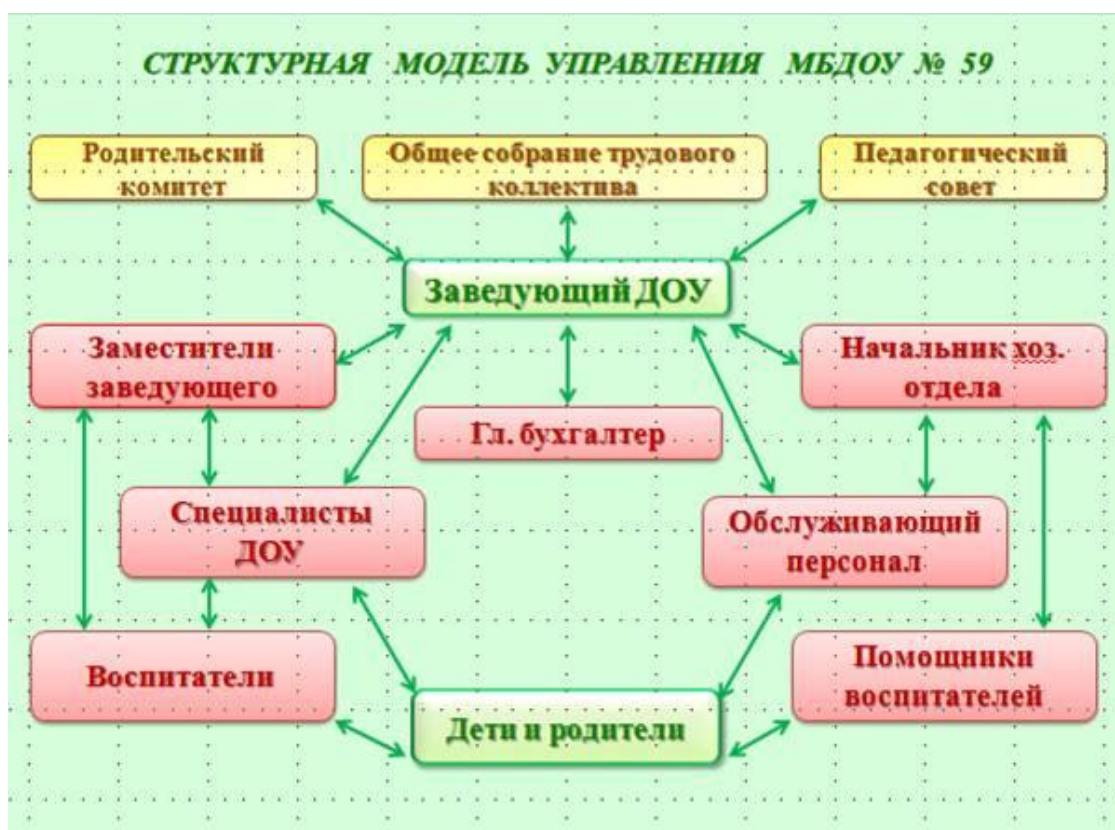 СТРУКТУРНАЯ МОДЕЛЬ УПРАВЛЕНИЯ МБДОУ № 59
Родительский
комитет
Общее собрание трудового
коллектива
Педагогический
совет
Заведующий ДОУ
Заместители
заведующего
Начальник хоз.
отдела
Гл. бухгалтер
Специалисты
ДОУ
Обслуживающий
персонал
Воспитатели
Помощники
воспитателей
Дети и родители